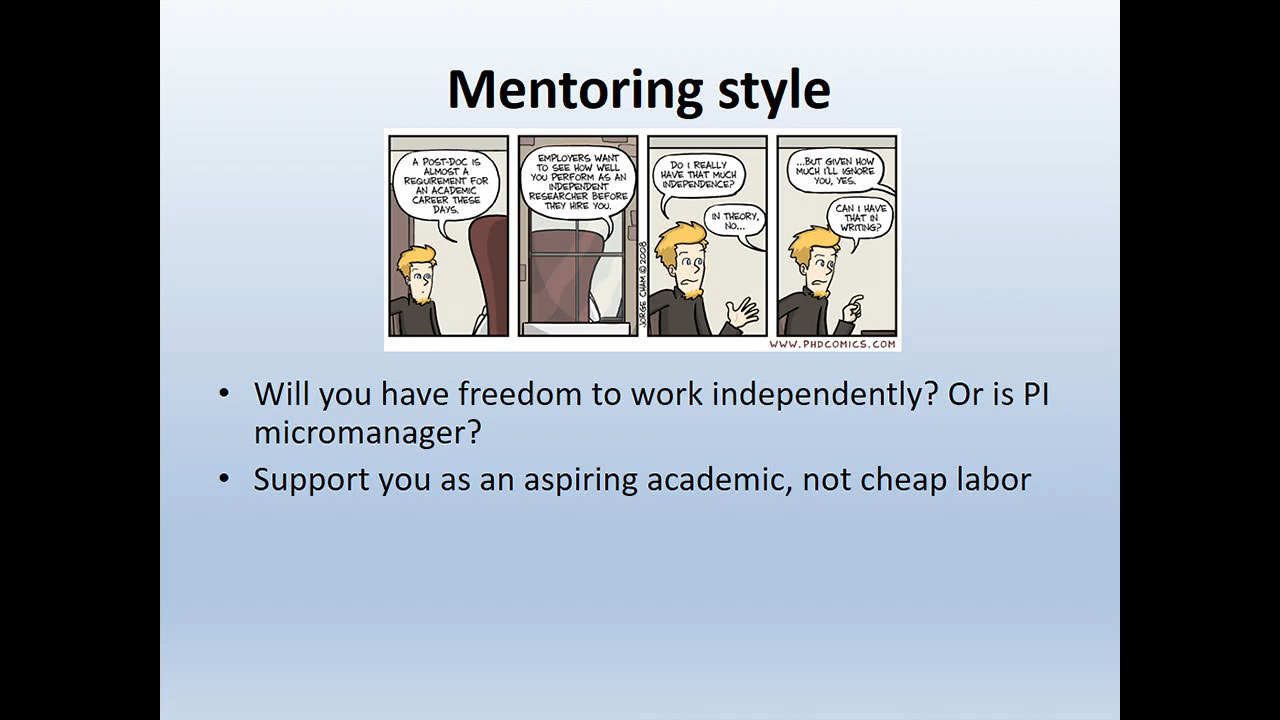 Mentoring style
A POST-DOC IS
ALMOST A
REQUIREMENT FOR
AN ACADEMIC
CAREER THESE
DAYS.
EMPLOYERS WANT
TO SEE HOW WELL
YOU PERFORM AS AN
INDEPENDENT
RESEARCHER BEFORE
THEY HIRE YOU.
JORGE CHAM © 2008
DO I REALLY
HAVE THAT MUCH
INDEPENDENCE?
IN THEORY,
NO...
...BUT GIVEN HOW
MUCH I'LL IGNORE
YOU, YES.
CAN I HAVE
THAT IN
WRITING?
WWW.PHDCOMICS.COM
• Will you have freedom to work independently? Or is PI
micromanager?
• Support you as an aspiring academic, not cheap labor